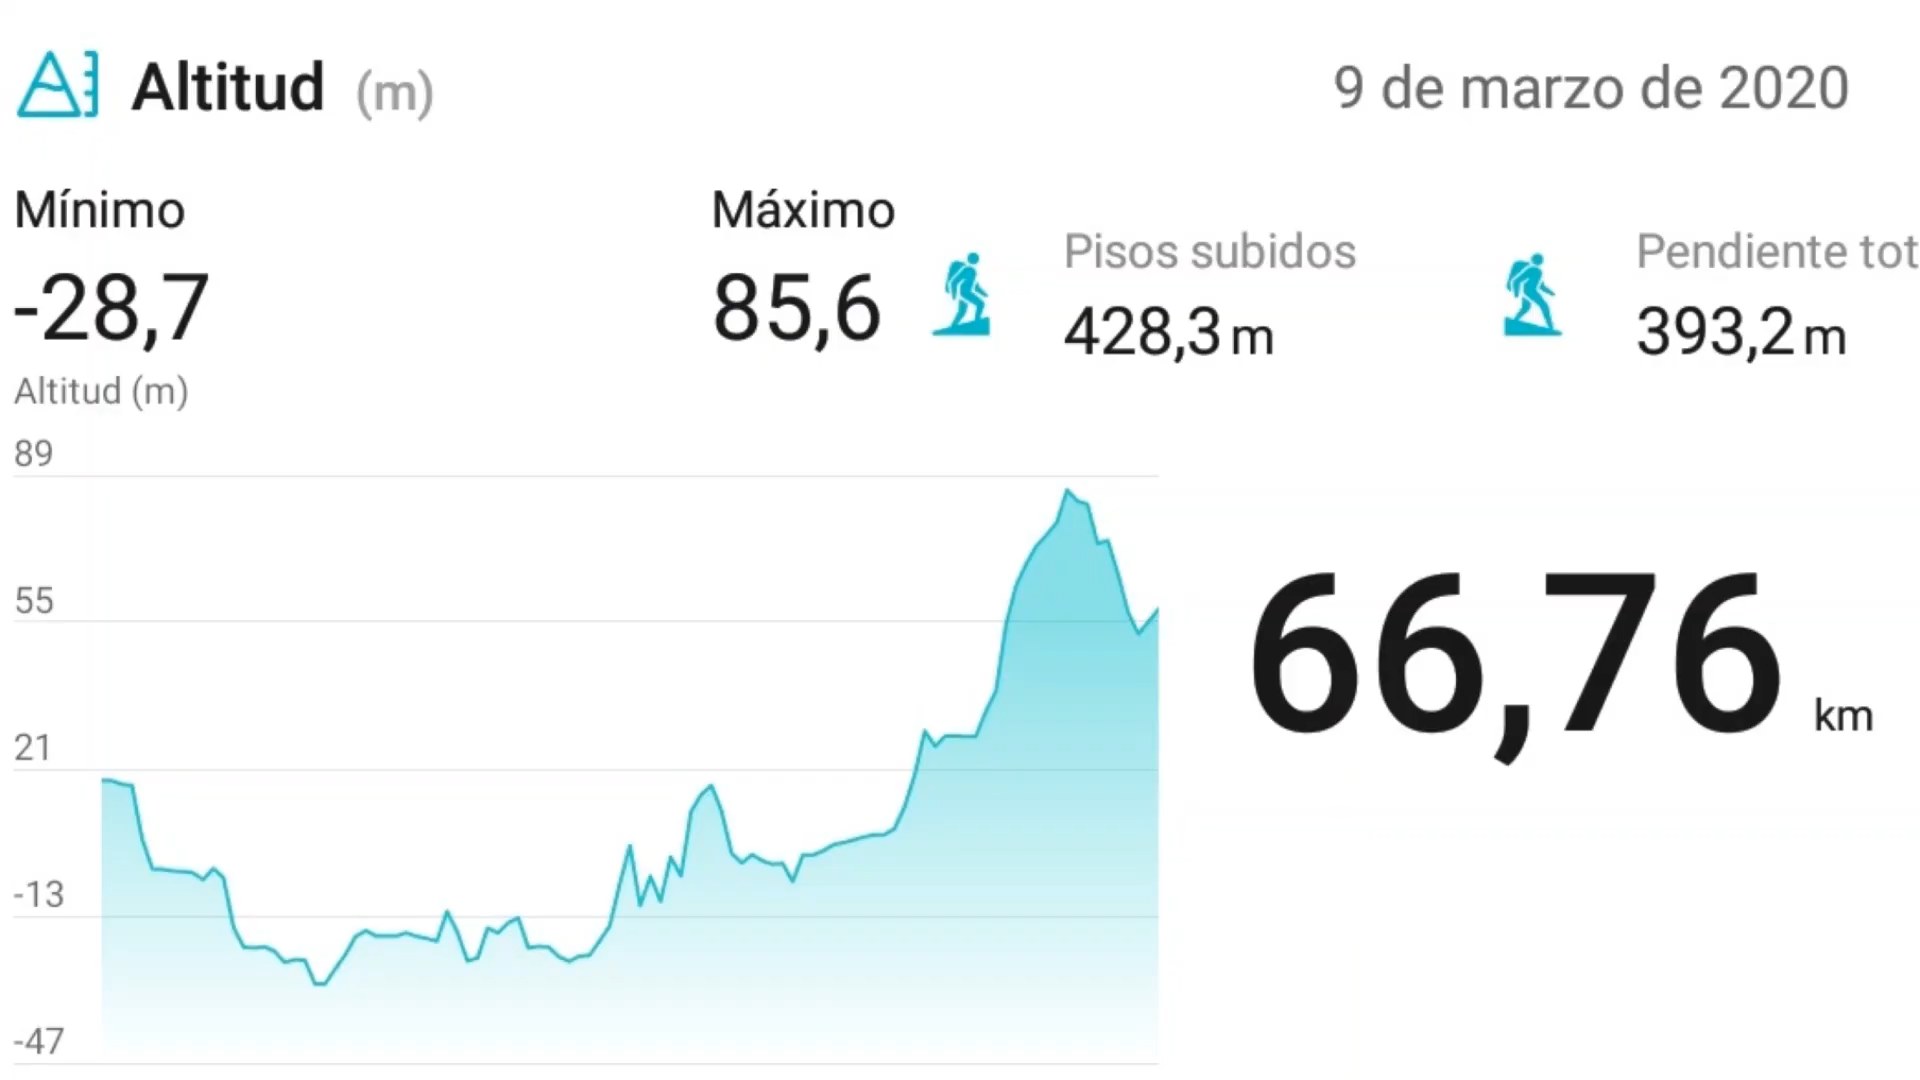 Altitud (m)
9 de marzo de 2020
Mínimo
Máximo
-28,7
85,6
Pisos subidos
428,3 m
Pendiente tot
393,2 m
Altitud (m)
89
55
21
-13
-47
66,76 km